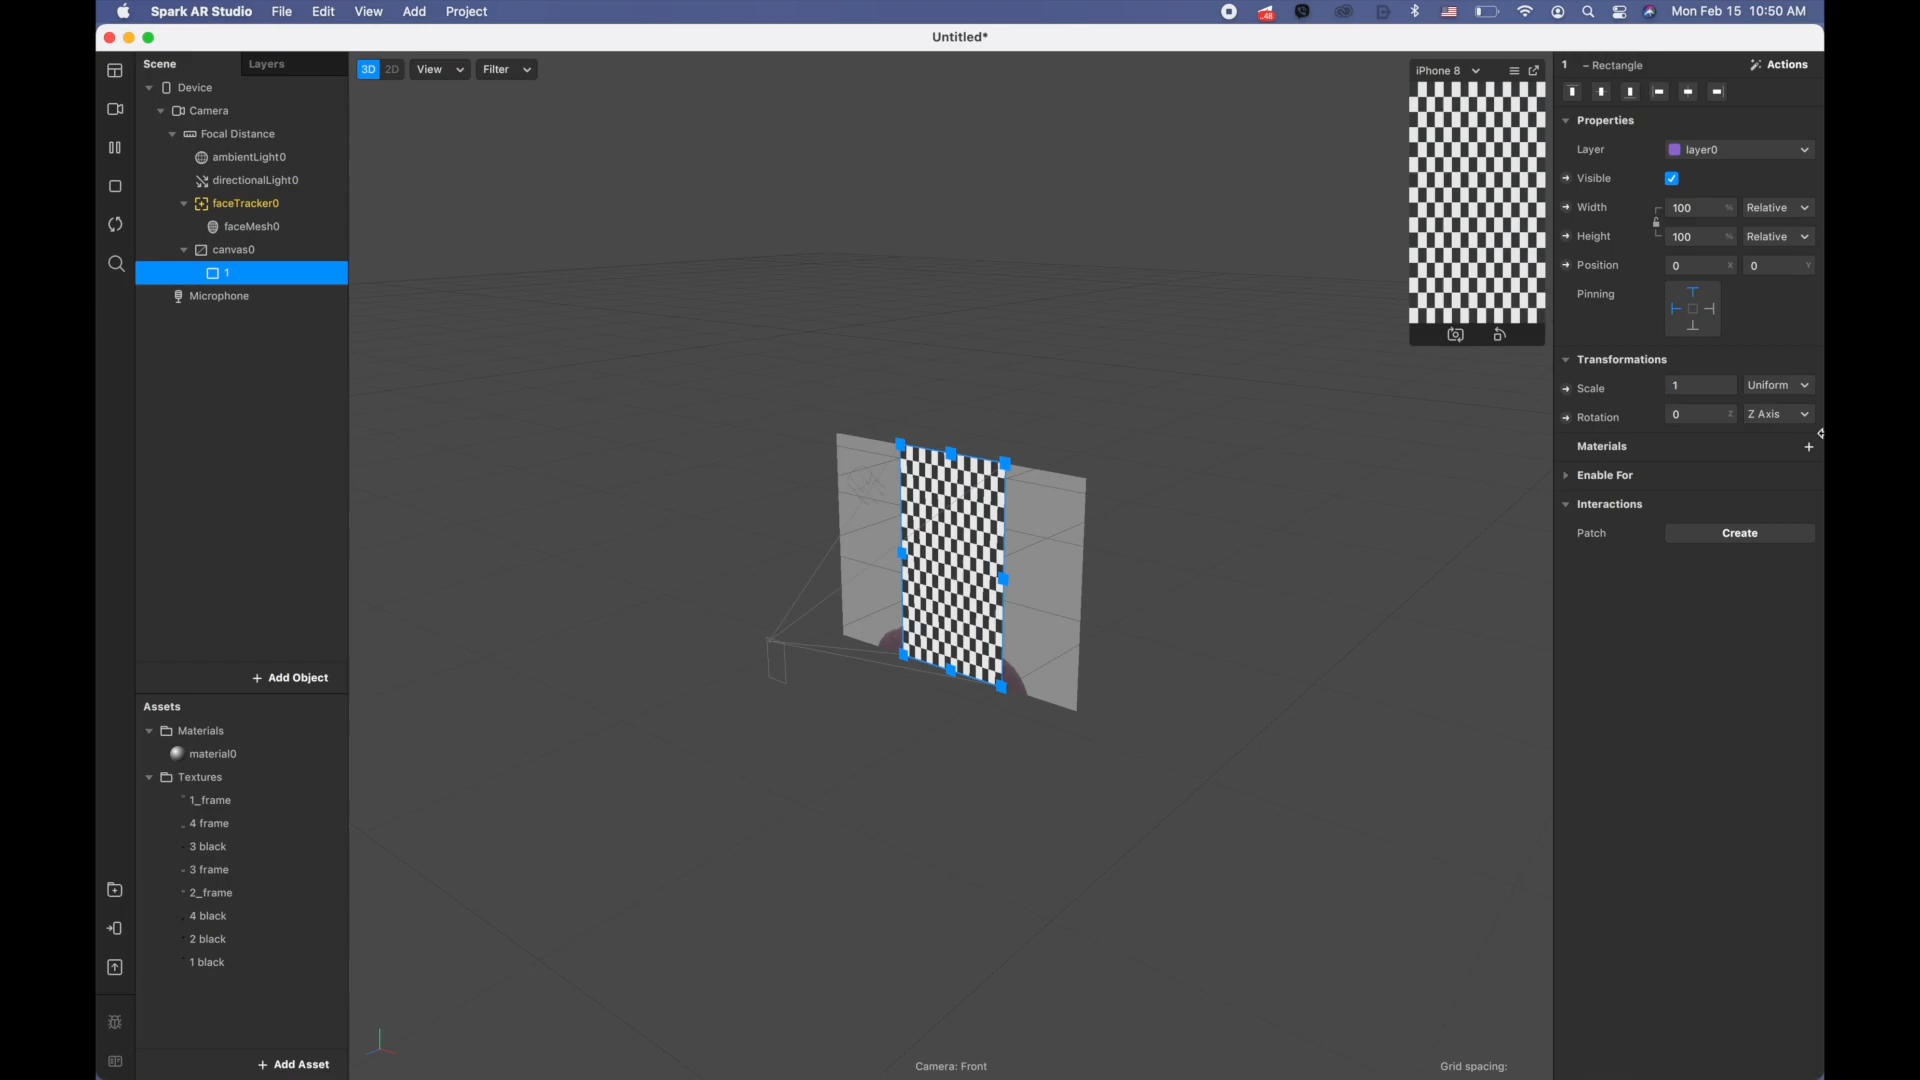 Spark AR Studio File Edit View Add Project
.48
Mon Feb 15 10:50 AM
Untitled*
Scene
Layers
Device
Camera
Focal Distance
ambientLight0
directionalLight0
faceTracker0
faceMesh0
canvas0
1
Microphone
+ Add Object
Assets
Materials
material0
Textures
1_frame
4 frame
3 black
3 frame
2_frame
4 black
2 black
1 black
+ Add Asset
3D 2D View Filter
iPhone 8
Camera: Front
Grid spacing:
1 – Rectangle Actions
Properties
Layer layer0
Visible
Width 100 % Relative
Height 100 % Relative
Position 0 X 0 Y
Pinning
Transformations
Scale 1 Uniform
Rotation 0 Z Z Axis
Materials +
Enable For
Interactions
Patch Create